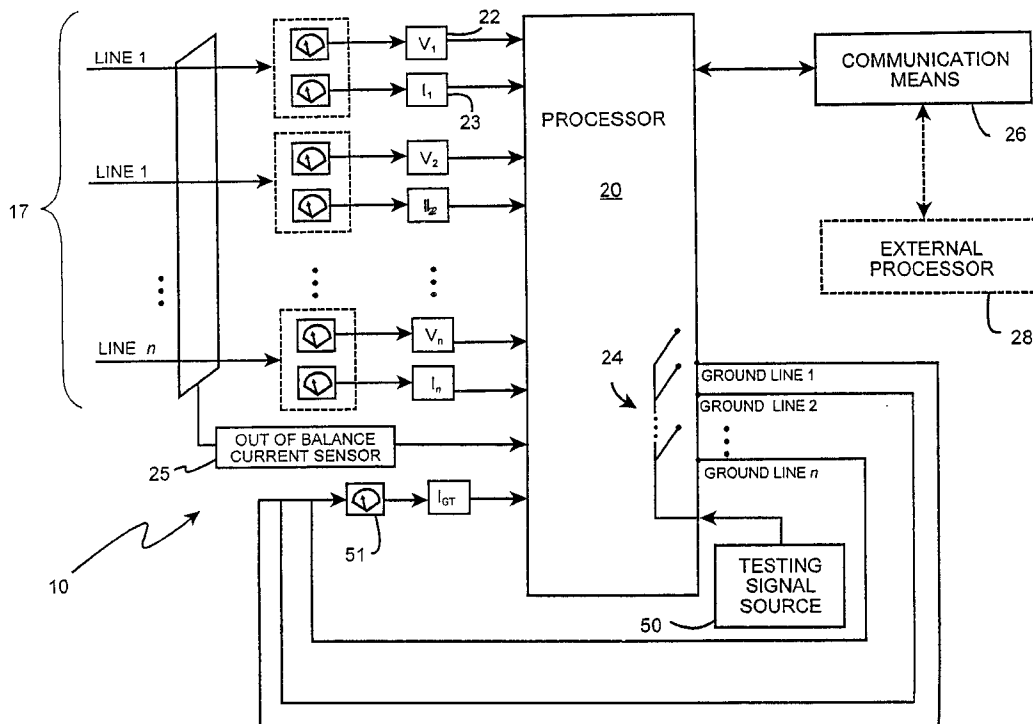 17
LINE 1
V1
22
I1
23
LINE 1
V2
LINE n
Vn
In
OUT OF BALANCE
CURRENT SENSOR
25
IGT
51
10
PROCESSOR
20
24
COMMUNICATION
MEANS
26
EXTERNAL
PROCESSOR
28
GROUND LINE 1
GROUND LINE 2
GROUND LINE n
TESTING
SIGNAL
SOURCE
50